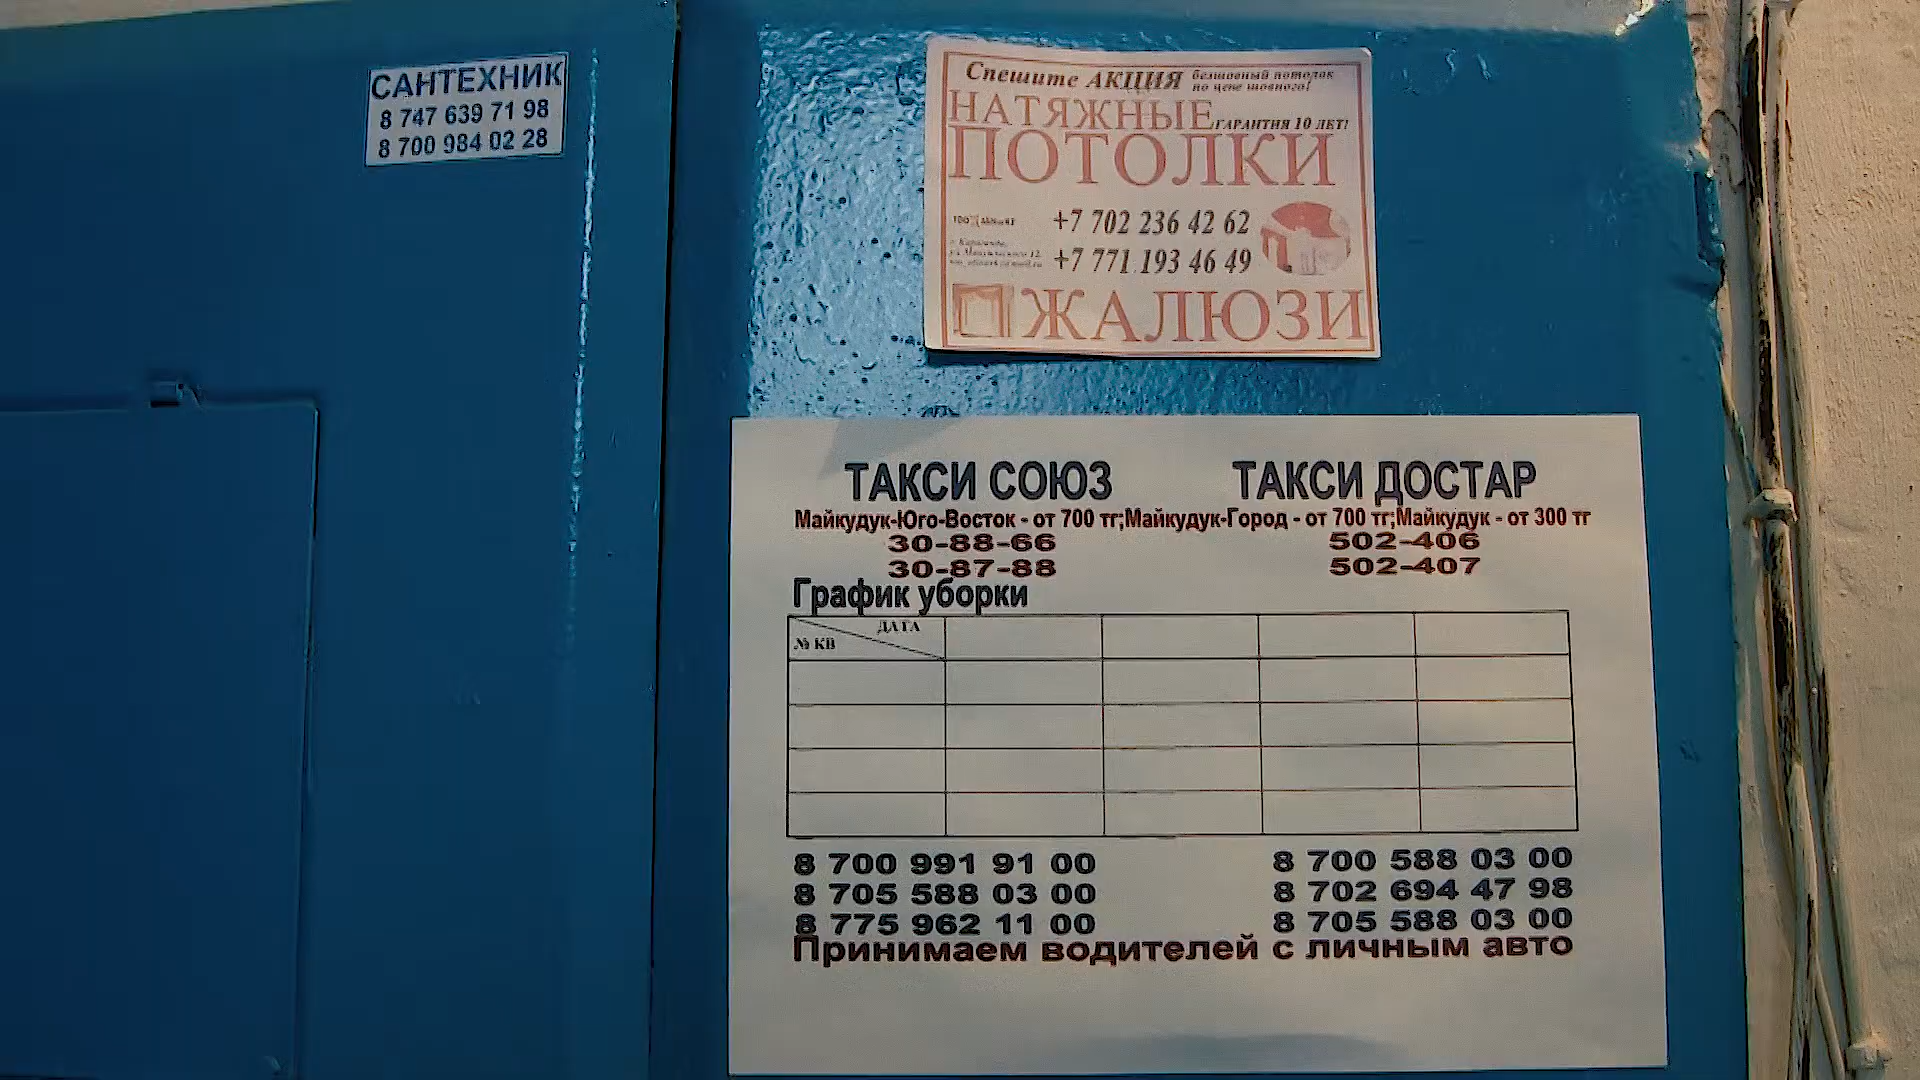 САНТЕХНИК
8 747 639 71 98
8 700 984 02 28
Спешите АКЦИЯ безшовный потолок
по цене шовного!
НАТЯЖНЫЕ ГАРАНТИЯ 10 ЛЕТ!
ПОТОЛКИ
+7 702 236 42 62
+7 771 193 46 49
ЖАЛЮЗИ
ТАКСИ СОЮЗ ТАКСИ ДОСТАР
Майкудук-Юго-Восток - от 700 тг;Майкудук-Город - от 700 тг;Майкудук - от 300 тг
30-88-66 502-406
30-87-88 502-407
График уборки
ДАТА
№ КВ
8 700 991 91 00 8 700 588 03 00
8 705 588 03 00 8 702 694 47 98
8 775 962 11 00 8 705 588 03 00
Принимаем водителей с личным авто